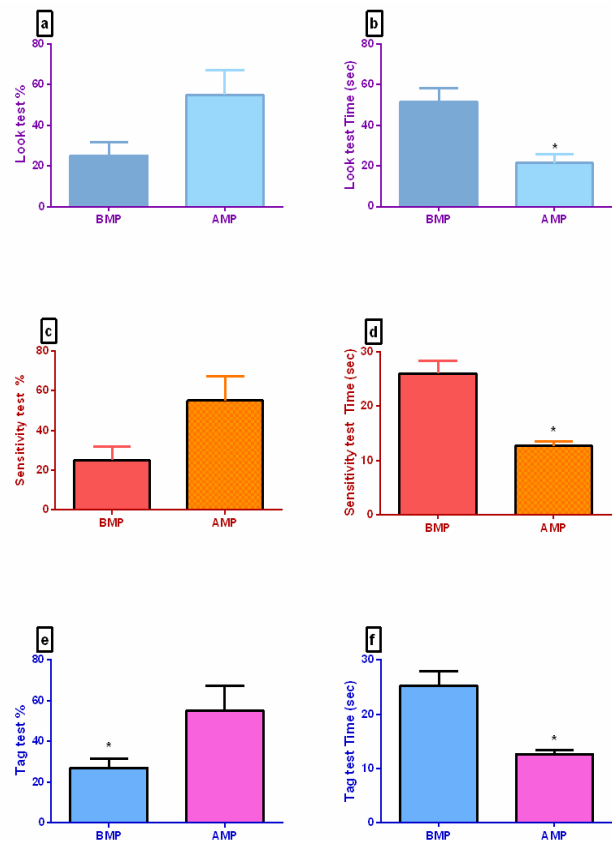 a
Look test %
80
60
40
20
0
BMP
AMP
b
Look test Time (sec)
80
60
40
20
0
*
BMP
AMP
c
Sensitivity test %
80
60
40
20
0
BMP
AMP
d
Sensitivity test Time (sec)
30
20
10
0
*
BMP
AMP
e
Tag test %
80
60
40
20
0
*
BMP
AMP
f
Tag test Time (sec)
30
20
10
0
*
BMP
AMP